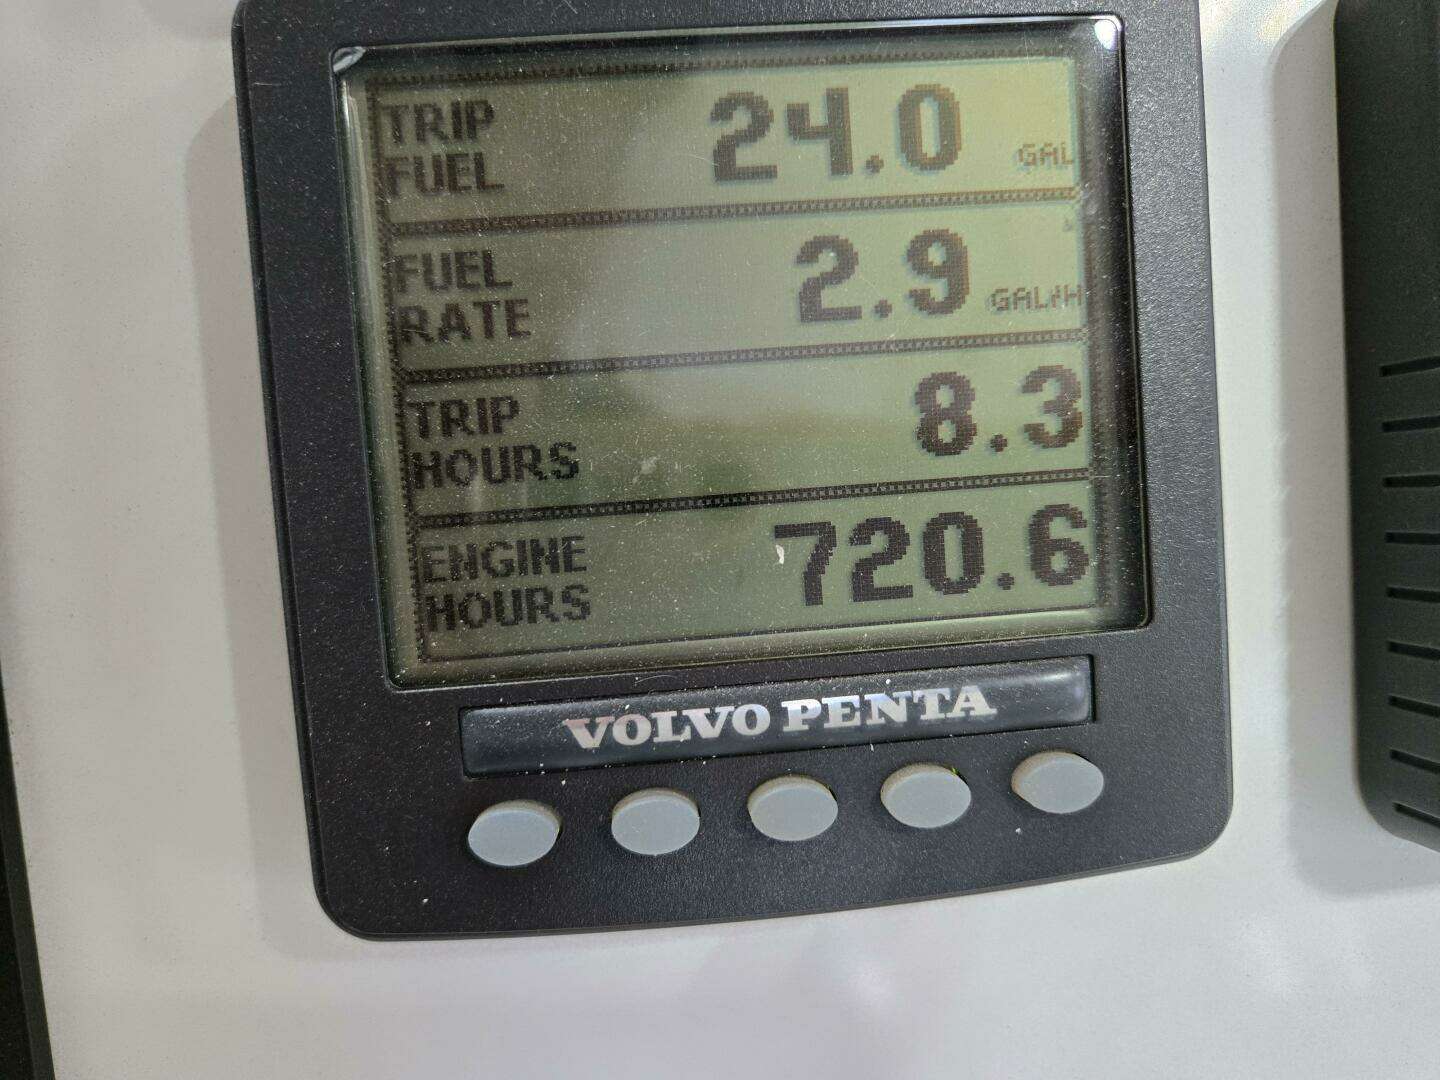 TRIP
FUEL
24.0 GAL
FUEL
RATE
2.9 GAL/H
TRIP
HOURS
8.3
ENGINE
HOURS
720.6
VOLVO PENTA